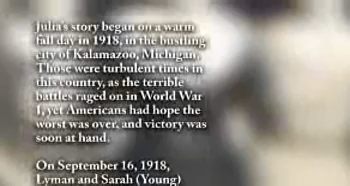 Julia's story began on a warm
fall day in 1918, in the bustling
city of Kalamazoo, Michigan.
Those were turbulent times in
this country, as the terrible
battles raged on in World War
I, yet Americans had hope the
worst was over, and victory was
soon at hand.

On September 16, 1918,
Lyman and Sarah (Young)